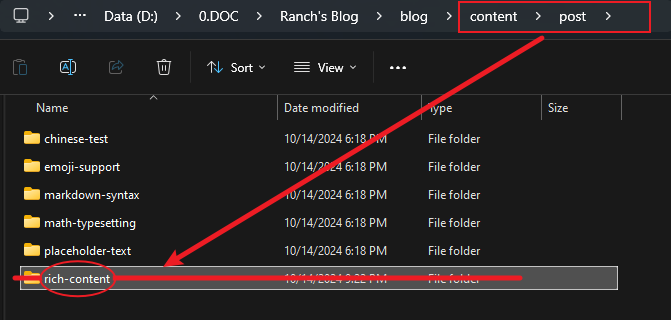 Data (D:) > 0.DOC > Ranch's Blog > blog > content > post >
Sort View
Name Date modified Type Size
chinese-test 10/14/2024 6:18 PM File folder
emoji-support 10/14/2024 6:18 PM File folder
markdown-syntax 10/14/2024 6:18 PM File folder
math-typesetting 10/14/2024 6:18 PM File folder
placeholder-text 10/14/2024 6:18 PM File folder
rich-content 10/14/2024 9:22 PM File folder